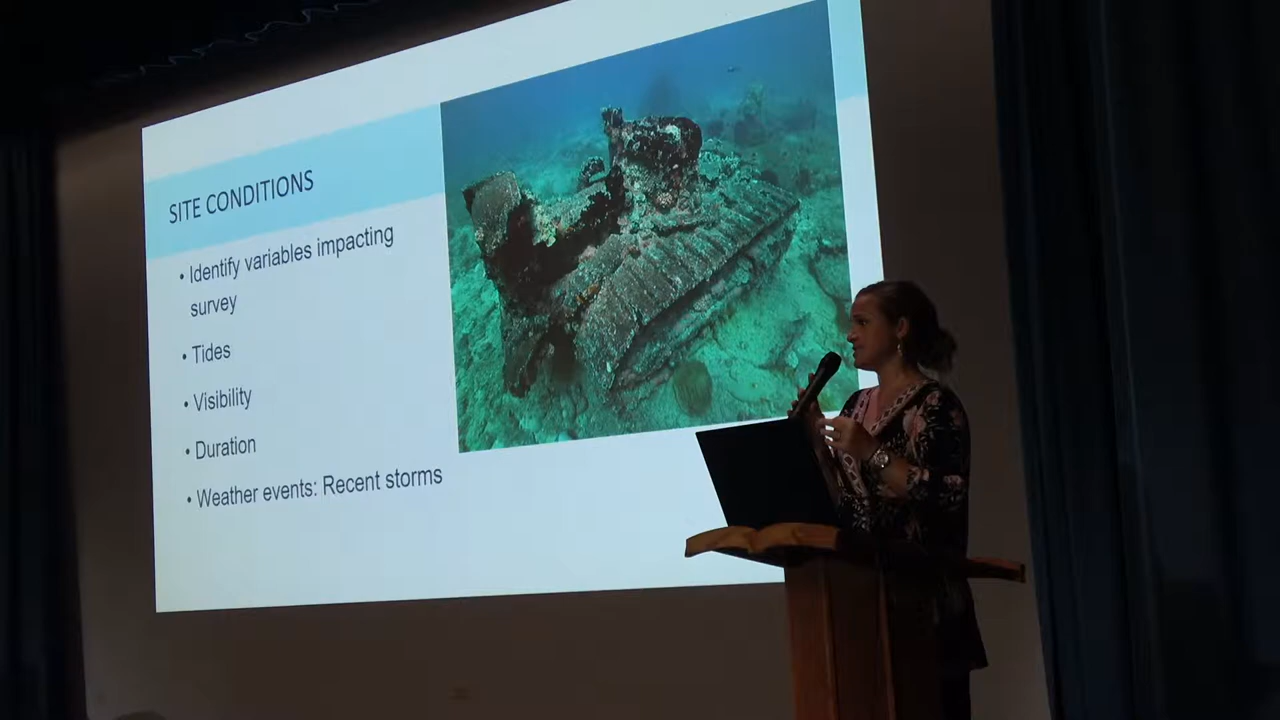 SITE CONDITIONS
• Identify variables impacting
survey
• Tides
• Visibility
• Duration
• Weather events: Recent storms